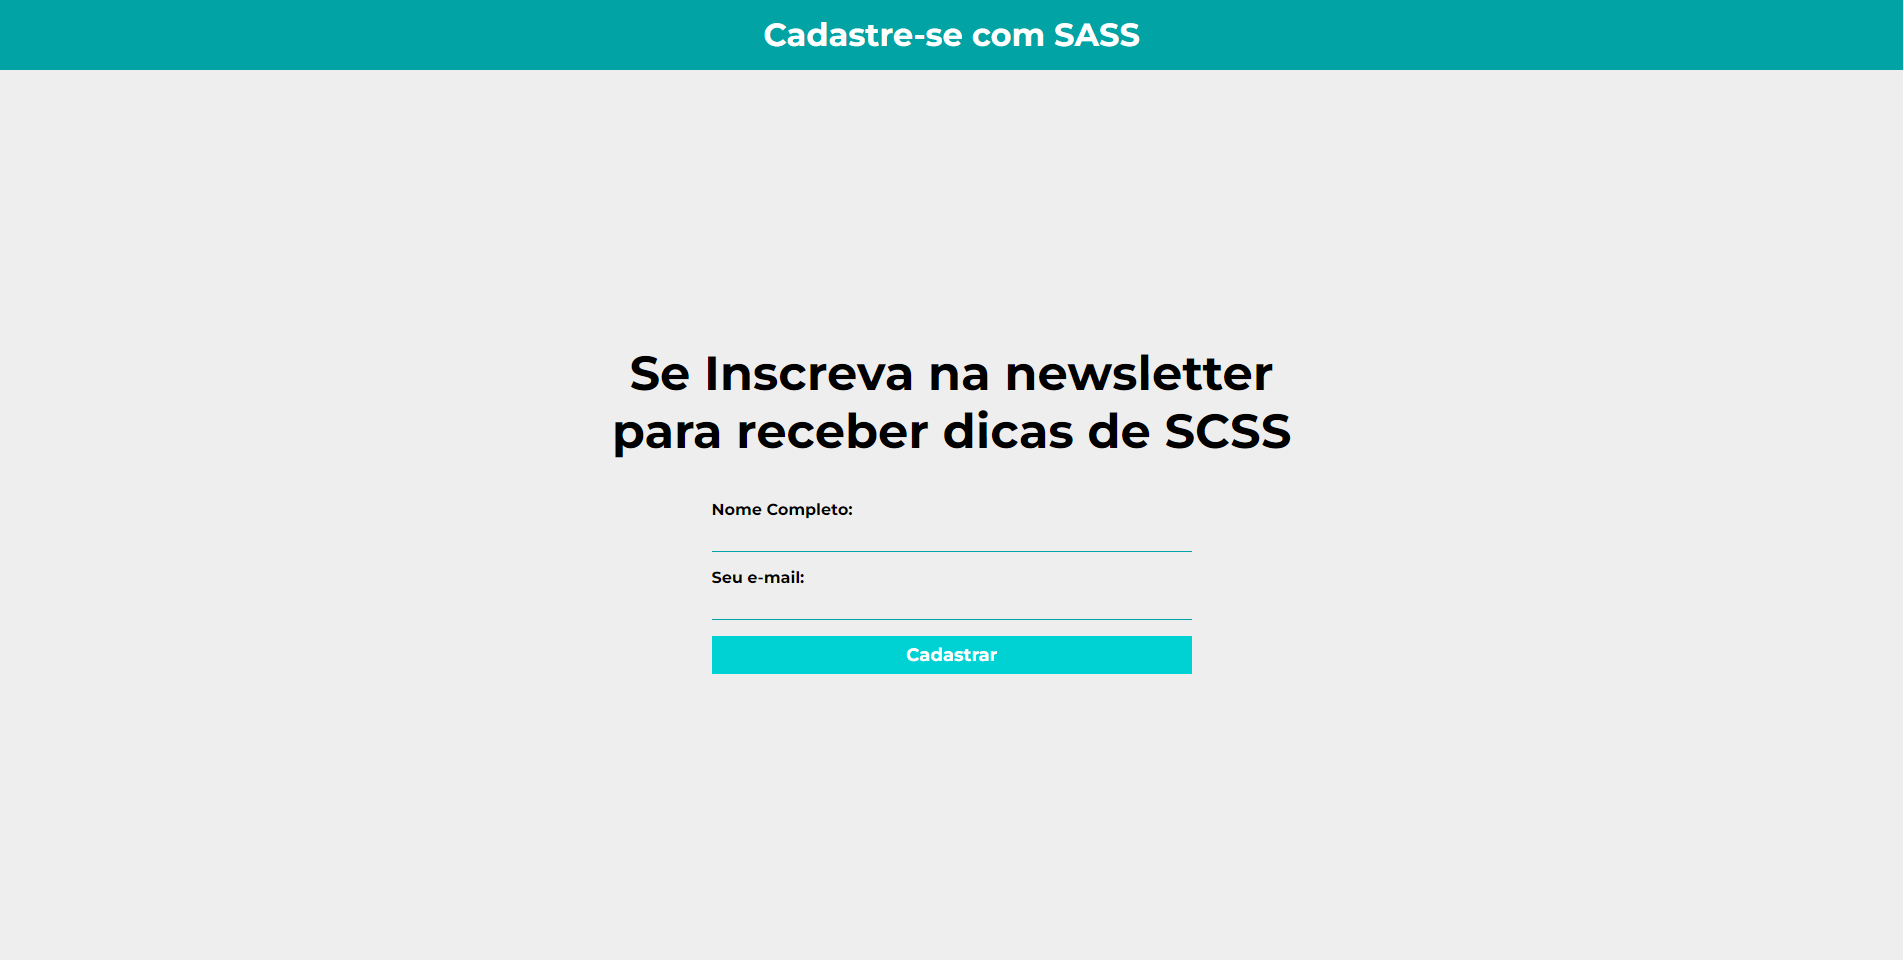 Cadastre-se com SASS
Se Inscreva na newsletter
para receber dicas de SCSS
Nome Completo:
Seu e-mail:
Cadastrar